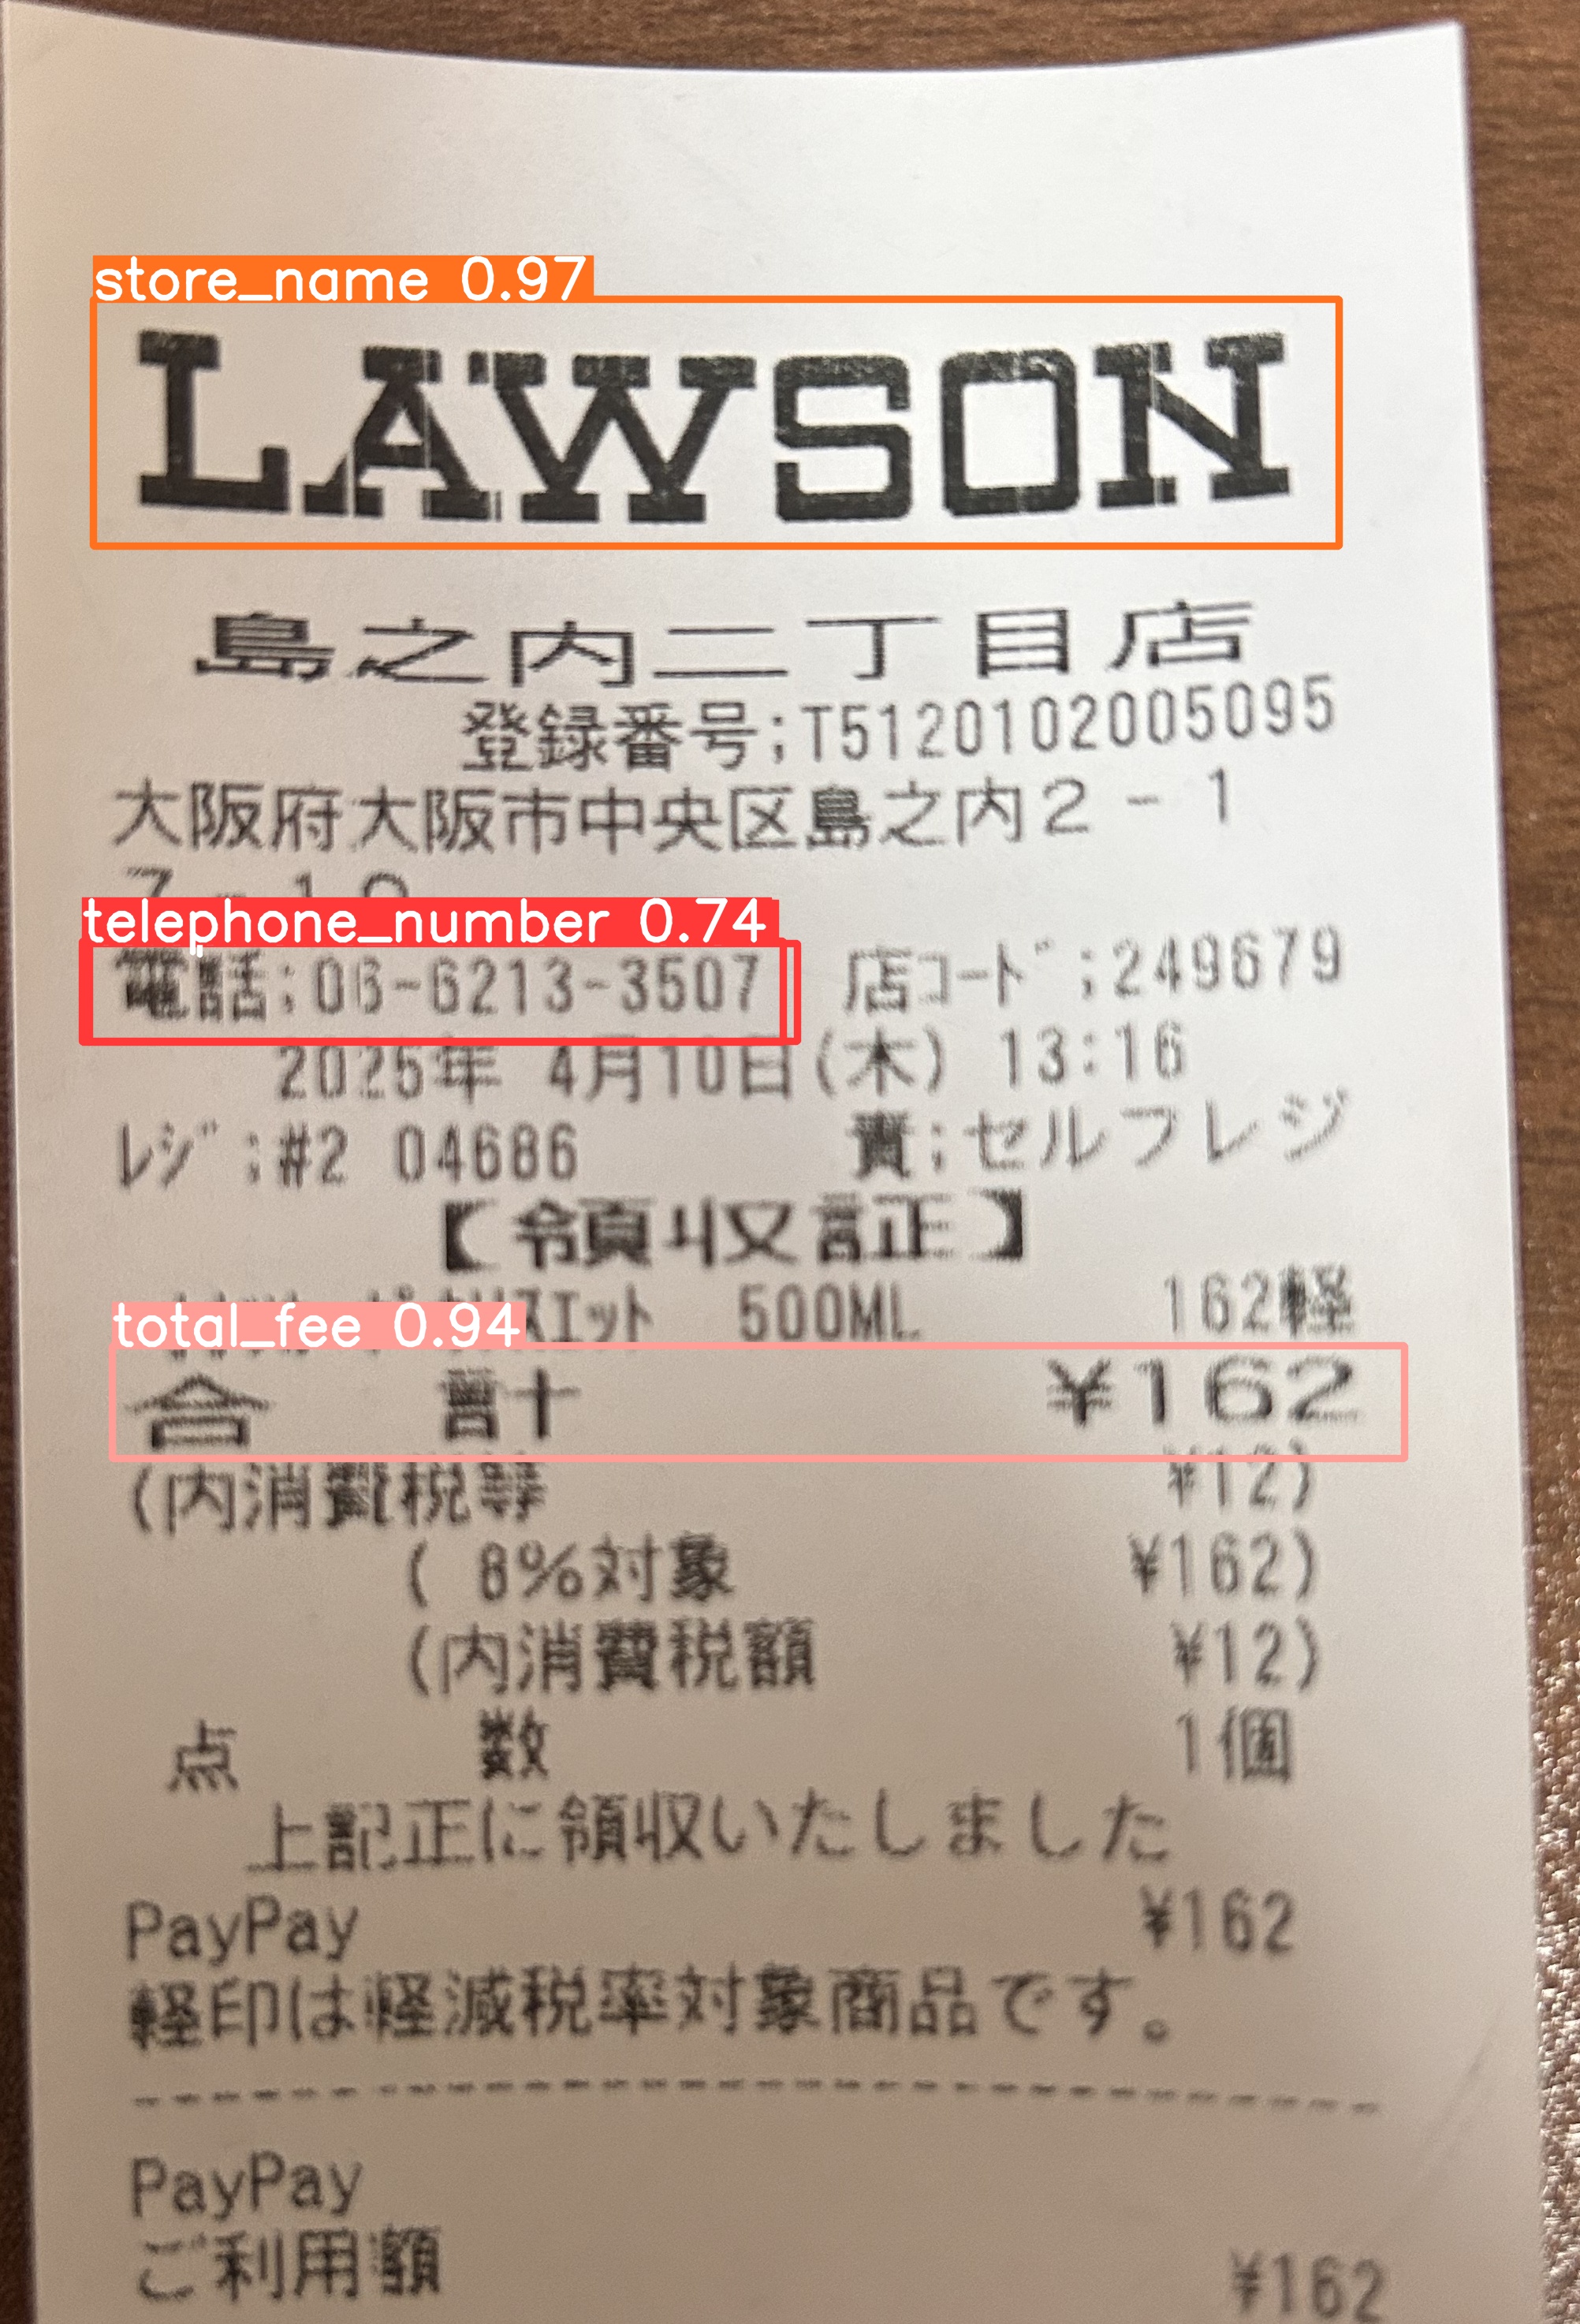 store_name 0.97
LAWSON
島之内二丁目店
登録番号;T5120102005095
大阪府大阪市中央区島之内2-1
telephone_number 0.74
電話;06-6213-3507 店コード;249679
2025年 4月10日(木) 13:16
レジ;#2 04686 責;セルフレジ
【領収証】
スエット 500ML 162軽
total_fee 0.94
合 計 ¥162
(内消費税等 ¥12)
( 8%対象 ¥162)
(内消費税額 ¥12)
点 数 1個
上記正に領収いたしました
PayPay ¥162
軽印は軽減税率対象商品です。
PayPay
ご利用額 ¥162